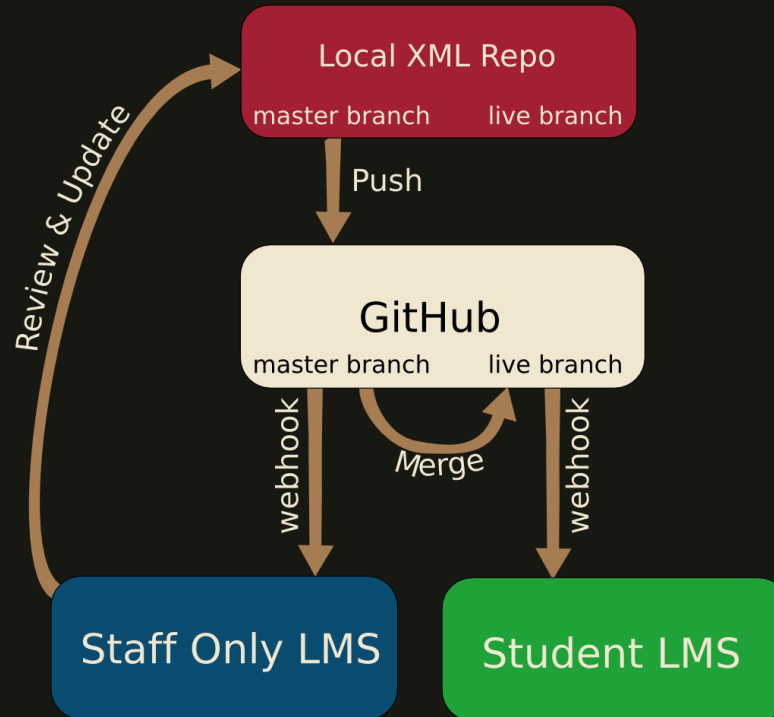 Local XML Repo
master branch live branch
Push
Review & Update
GitHub
master branch live branch
webhook
Merge
webhook
Staff Only LMS
Student LMS